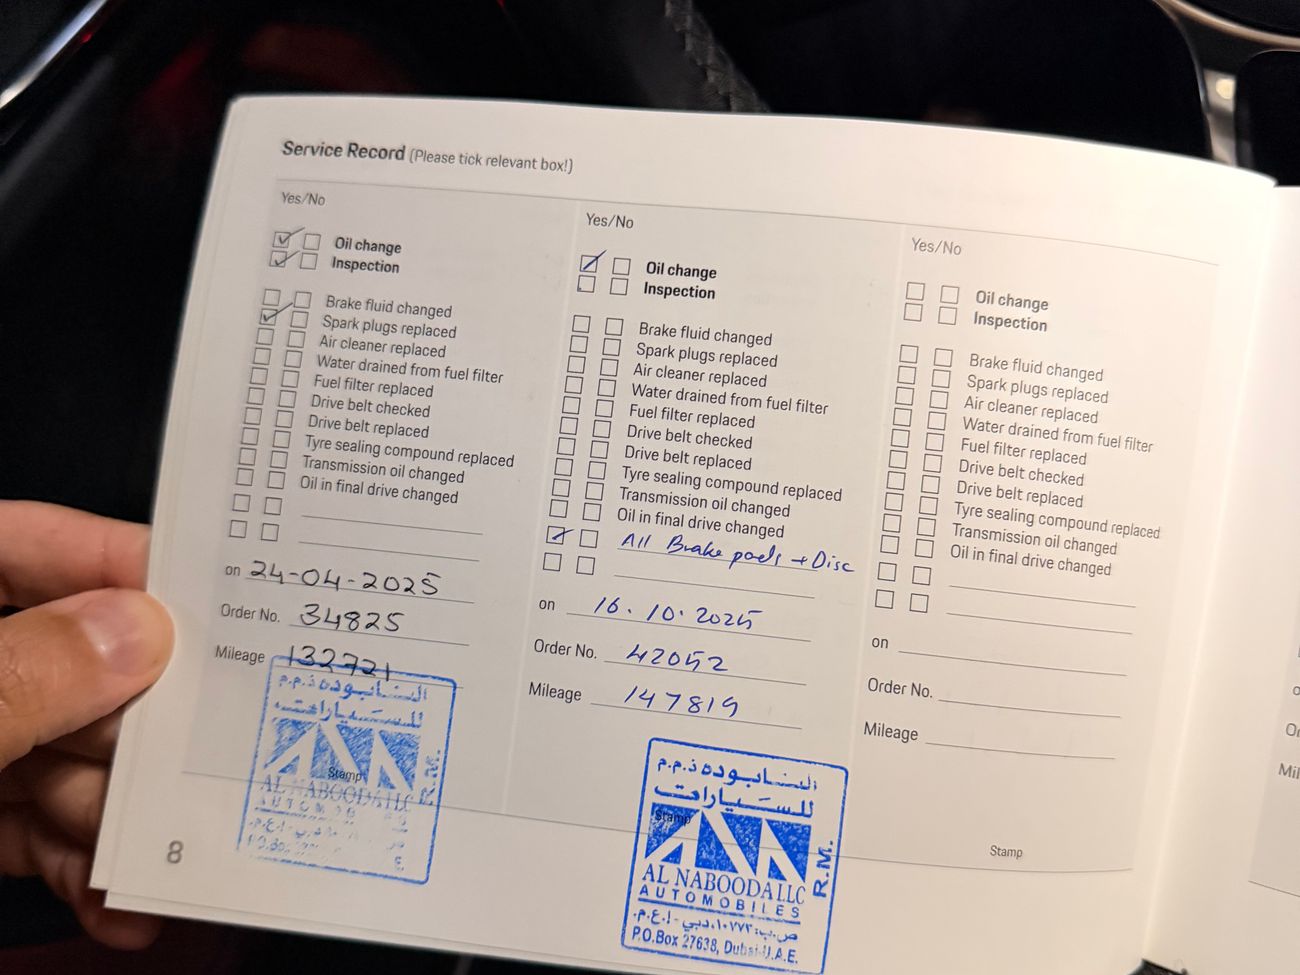 Service Record (Please tick relevant box!)
Yes/No
Oil change
Inspection
Brake fluid changed
Spark plugs replaced
Air cleaner replaced
Water drained from fuel filter
Fuel filter replaced
Drive belt checked
Drive belt replaced
Tyre sealing compound replaced
Transmission oil changed
Oil in final drive changed
on 24-04-2025
Order No. 34825
Mileage 132721
النابوده ذ.م.م
للسيارات
Stamp
R.M.
AL NABOODA LLC
Yes/No
Oil change
Inspection
Brake fluid changed
Spark plugs replaced
Air cleaner replaced
Water drained from fuel filter
Fuel filter replaced
Drive belt checked
Drive belt replaced
Tyre sealing compound replaced
Transmission oil changed
Oil in final drive changed
All Brake pads + Disc
on 16.10.2025
Order No. 42052
Mileage 147819
النابوده ذ.م.م.
للسيارات
Stamp
R.M.
AL NABOODA LLC
AUTOMOBILES
ص.ب: ١٠٧٧٣، دبي - ا.ع.م.
P.O.Box 27638, Dubai-U.A.E.
Yes/No
Oil change
Inspection
Brake fluid changed
Spark plugs replaced
Air cleaner replaced
Water drained from fuel filter
Fuel filter replaced
Drive belt checked
Drive belt replaced
Tyre sealing compound replaced
Transmission oil changed
Oil in final drive changed
on
Order No.
Mileage
Stamp
8